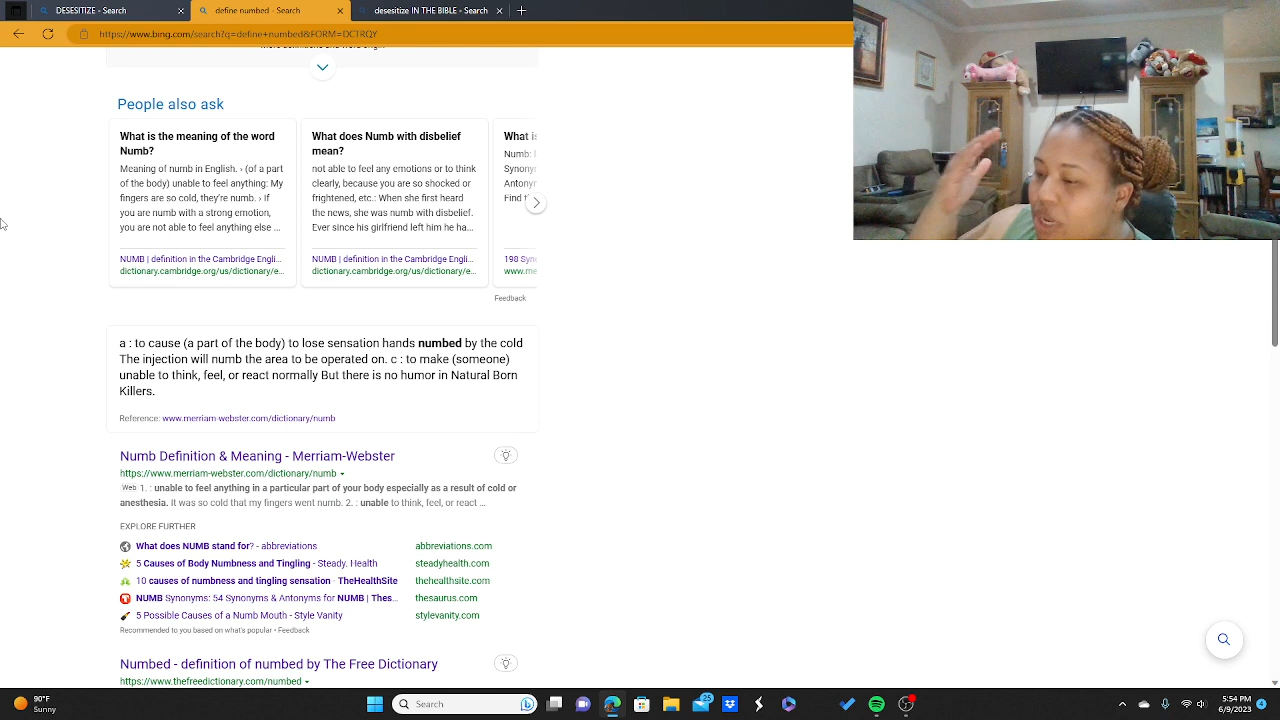 DESESITIZE - Search
define numbed - Search
desesitize IN THE BIBLE - Search
https://www.bing.com/search?q=define+numbed&FORM=DCTRQY
People also ask
What is the meaning of the word
Numb?
Meaning of numb in English. › (of a part
of the body) unable to feel anything: My
fingers are so cold, they're numb. › If
you are numb with a strong emotion,
you are not able to feel anything else ...
NUMB | definition in the Cambridge Engli...
dictionary.cambridge.org/us/dictionary/e...
What does Numb with disbelief
mean?
not able to feel any emotions or to think
clearly, because you are so shocked or
frightened, etc.: When she first heard
the news, she was numb with disbelief.
Ever since his girlfriend left him he ha...
NUMB | definition in the Cambridge Engli...
dictionary.cambridge.org/us/dictionary/e...
What is
Numb:
Synonyn
Antonyr
Find t
198 Syn
www.me
Feedback
a : to cause (a part of the body) to lose sensation hands numbed by the cold
The injection will numb the area to be operated on. c : to make (someone)
unable to think, feel, or react normally But there is no humor in Natural Born
Killers.
Reference: www.merriam-webster.com/dictionary/numb
Numb Definition & Meaning - Merriam-Webster
https://www.merriam-webster.com/dictionary/numb
Web 1. : unable to feel anything in a particular part of your body especially as a result of cold or
anesthesia. It was so cold that my fingers went numb. 2. : unable to think, feel, or react ...
EXPLORE FURTHER
What does NUMB stand for? - abbreviations abbreviations.com
5 Causes of Body Numbness and Tingling - Steady. Health steadyhealth.com
10 causes of numbness and tingling sensation · TheHealthSite thehealthsite.com
NUMB Synonyms: 54 Synonyms & Antonyms for NUMB | Thes... thesaurus.com
5 Possible Causes of a Numb Mouth - Style Vanity stylevanity.com
Recommended to you based on what's popular • Feedback
Numbed - definition of numbed by The Free Dictionary
https://www.thefreedictionary.com/numbed
90°F
Sunny
Search
25
5:54 PM
6/9/2023
4